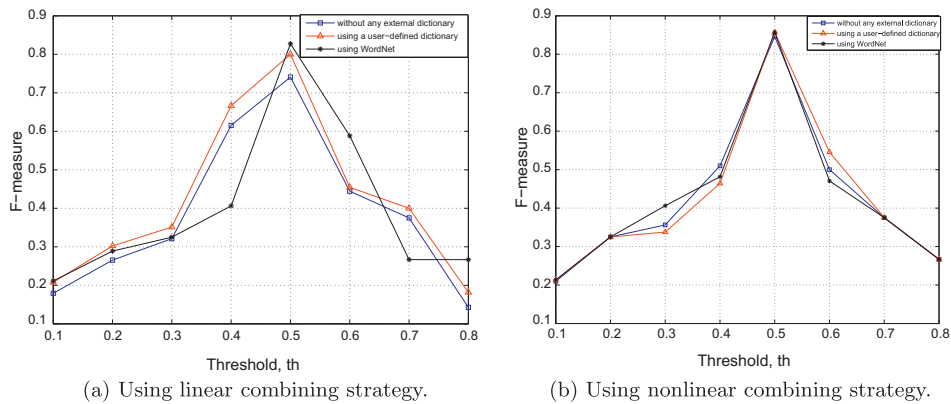 without any external dictionary
using a user-defined dictionary
using WordNet
F-measure
0.9
0.8
0.7
0.6
0.5
0.4
0.3
0.2
0.1
0.1 0.2 0.3 0.4 0.5 0.6 0.7 0.8
Threshold, th
(a) Using linear combining strategy.
without any external dictionary
using a user-defined dictionary
using WordNet
F-measure
0.9
0.8
0.7
0.6
0.5
0.4
0.3
0.2
0.1
0.1 0.2 0.3 0.4 0.5 0.6 0.7 0.8
Threshold, th
(b) Using nonlinear combining strategy.